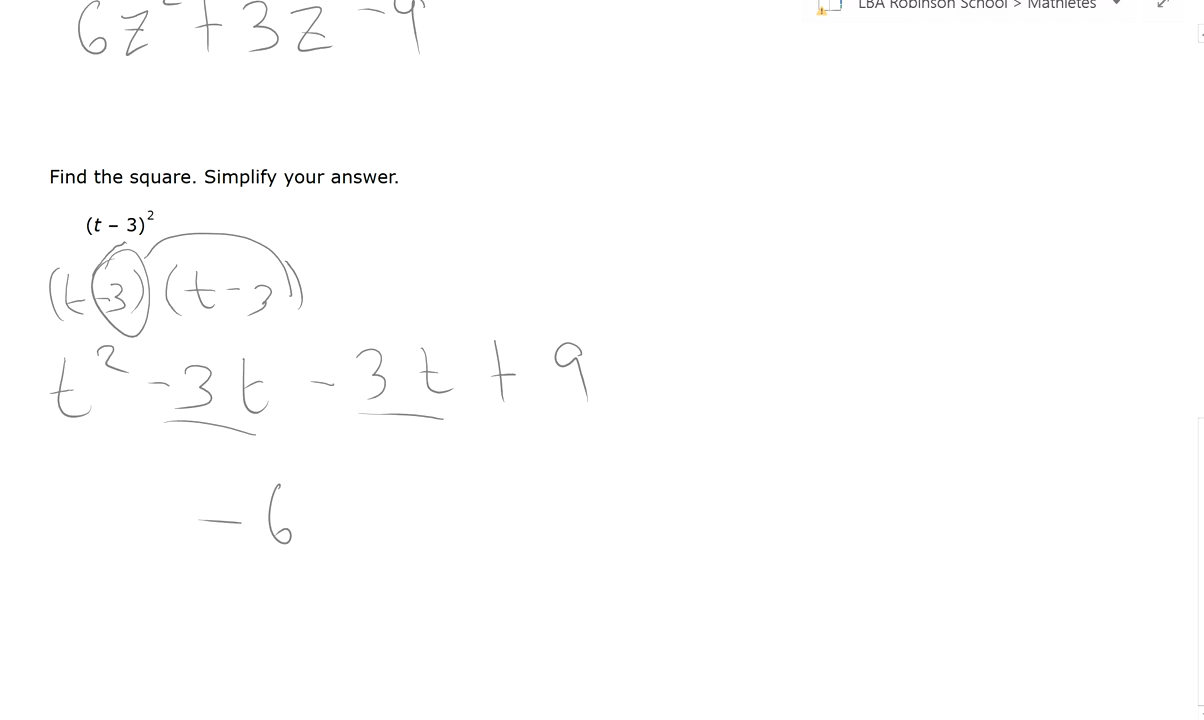 LBA Robinson School > Mathletes
6z² + 3z - 9
Find the square. Simplify your answer.
(t – 3)²
(t-3)(t-3)
t² - 3t - 3t + 9
- 6